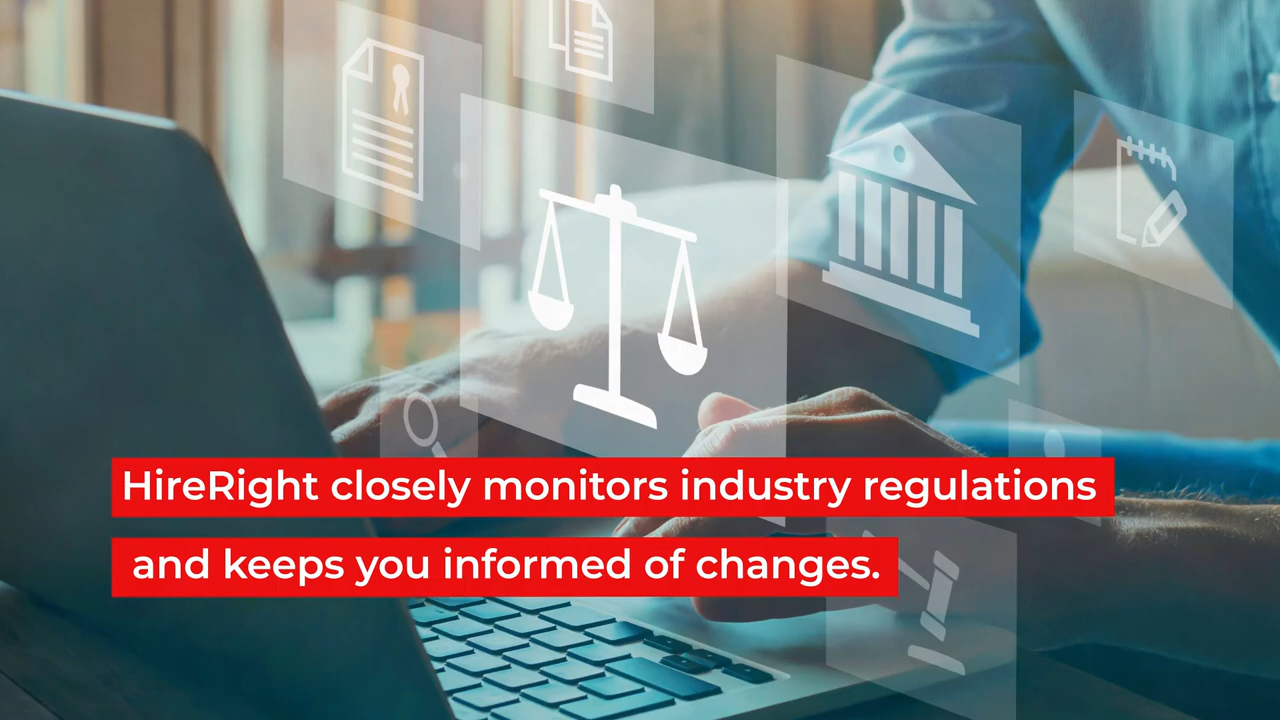 HireRight closely monitors industry regulations
and keeps you informed of changes.